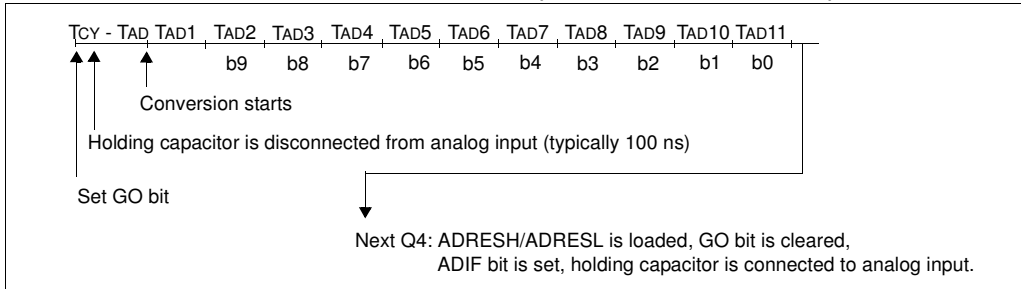 TCY - TAD TAD1 TAD2 TAD3 TAD4 TAD5 TAD6 TAD7 TAD8 TAD9 TAD10 TAD11
b9 b8 b7 b6 b5 b4 b3 b2 b1 b0
Conversion starts
Holding capacitor is disconnected from analog input (typically 100 ns)
Set GO bit
Next Q4: ADRESH/ADRESL is loaded, GO bit is cleared,
ADIF bit is set, holding capacitor is connected to analog input.